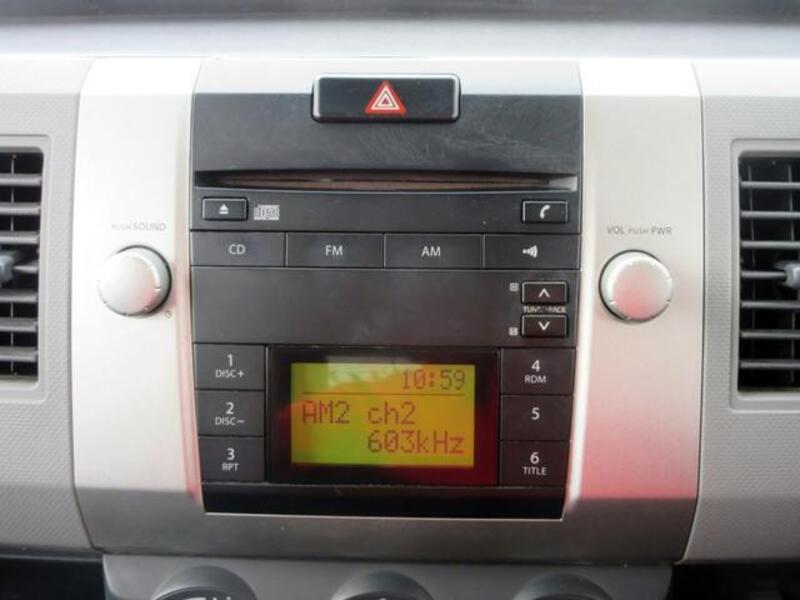 PUSH SOUND
VOL PUSH PWR
CD FM AM
TUNE/TRACK
1
DISC+
10:59
4
RDM
2
DISC-
AM2 ch2
5
3
RPT
603kHz
6
TITLE